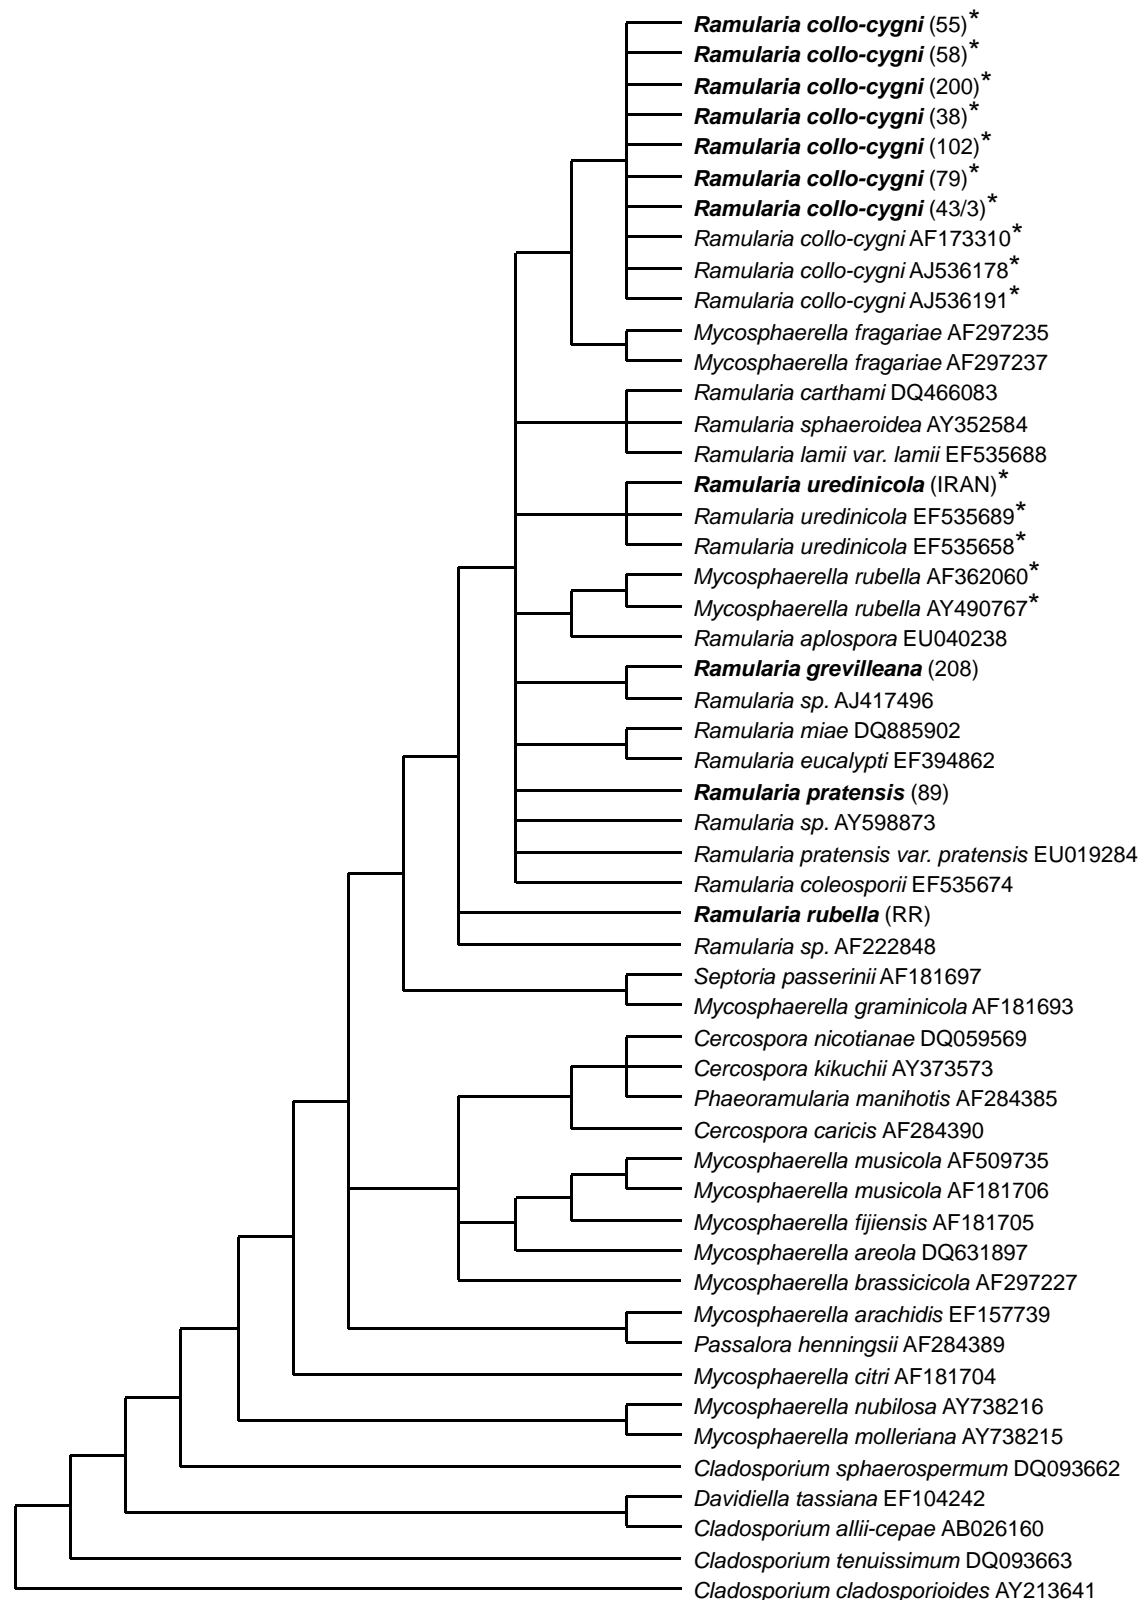 Ramularia collo-cygni (55)*
Ramularia collo-cygni (58)*
Ramularia collo-cygni (200)*
Ramularia collo-cygni (38)*
Ramularia collo-cygni (102)*
Ramularia collo-cygni (79)*
Ramularia collo-cygni (43/3)*
Ramularia collo-cygni AF173310*
Ramularia collo-cygni AJ536178*
Ramularia collo-cygni AJ536191*
Mycosphaerella fragariae AF297235
Mycosphaerella fragariae AF297237
Ramularia carthami DQ466083
Ramularia sphaeroidea AY352584
Ramularia lamii var. lamii EF535688
Ramularia uredinicola (IRAN)*
Ramularia uredinicola EF535689*
Ramularia uredinicola EF535658*
Mycosphaerella rubella AF362060*
Mycosphaerella rubella AY490767*
Ramularia aplospora EU040238
Ramularia grevilleana (208)
Ramularia sp. AJ417496
Ramularia miae DQ885902
Ramularia eucalypti EF394862
Ramularia pratensis (89)
Ramularia sp. AY598873
Ramularia pratensis var. pratensis EU019284
Ramularia coleosporii EF535674
Ramularia rubella (RR)
Ramularia sp. AF222848
Septoria passerinii AF181697
Mycosphaerella graminicola AF181693
Cercospora nicotianae DQ059569
Cercospora kikuchii AY373573
Phaeoramularia manihotis AF284385
Cercospora caricis AF284390
Mycosphaerella musicola AF509735
Mycosphaerella musicola AF181706
Mycosphaerella fijiensis AF181705
Mycosphaerella areola DQ631897
Mycosphaerella brassicicola AF297227
Mycosphaerella arachidis EF157739
Passalora henningsii AF284389
Mycosphaerella citri AF181704
Mycosphaerella nubilosa AY738216
Mycosphaerella molleriana AY738215
Cladosporium sphaerospermum DQ093662
Davidiella tassiana EF104242
Cladosporium allii-cepae AB026160
Cladosporium tenuissimum DQ093663
Cladosporium cladosporioides AY213641